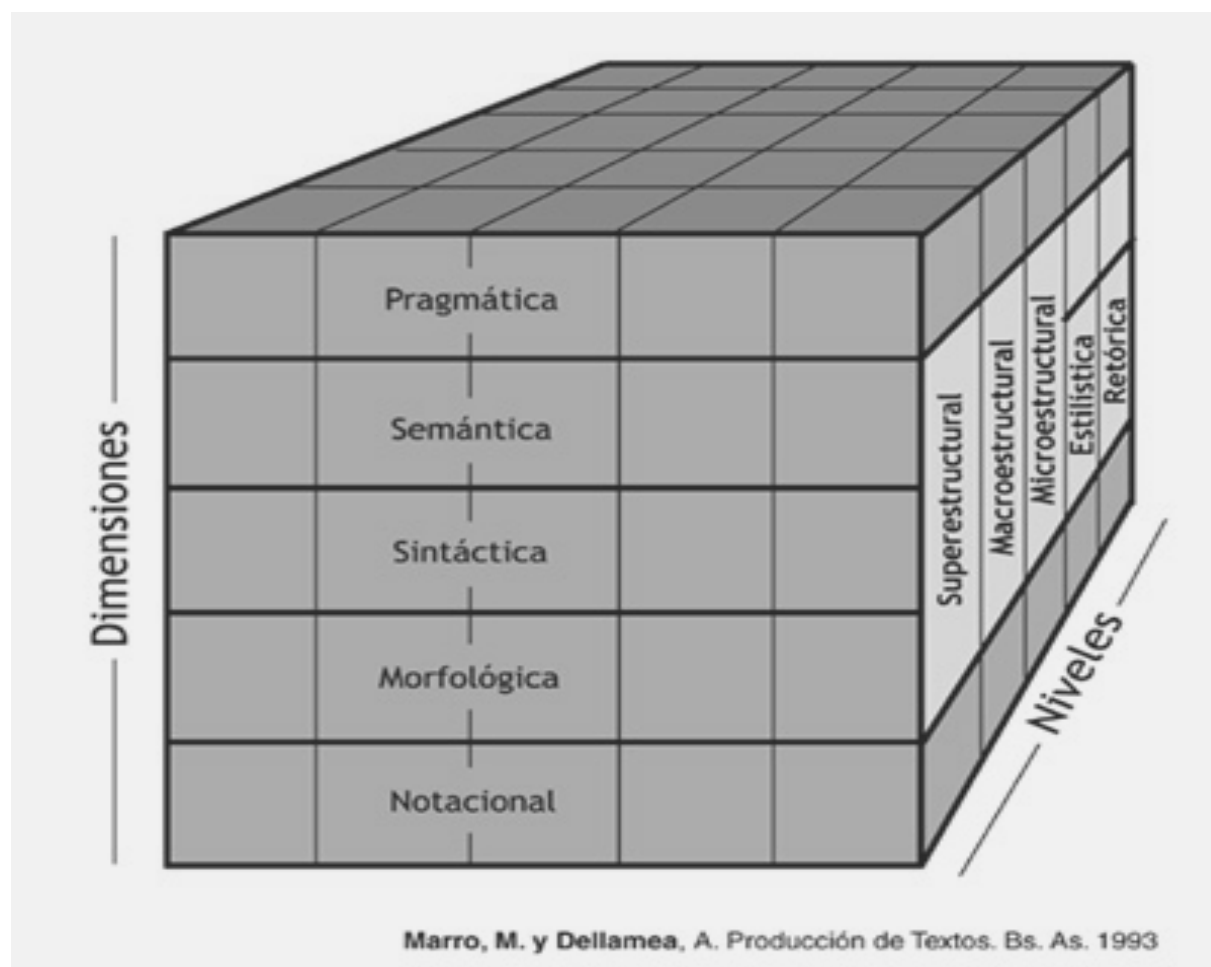 Dimensiones
Pragmática
Semántica
Sintáctica
Morfológica
Notacional
Superestructural
Macroestructural
Microestructural
Estilística
Retórica
Niveles
Marro, M. y Dellamea, A. Producción de Textos. Bs. As. 1993